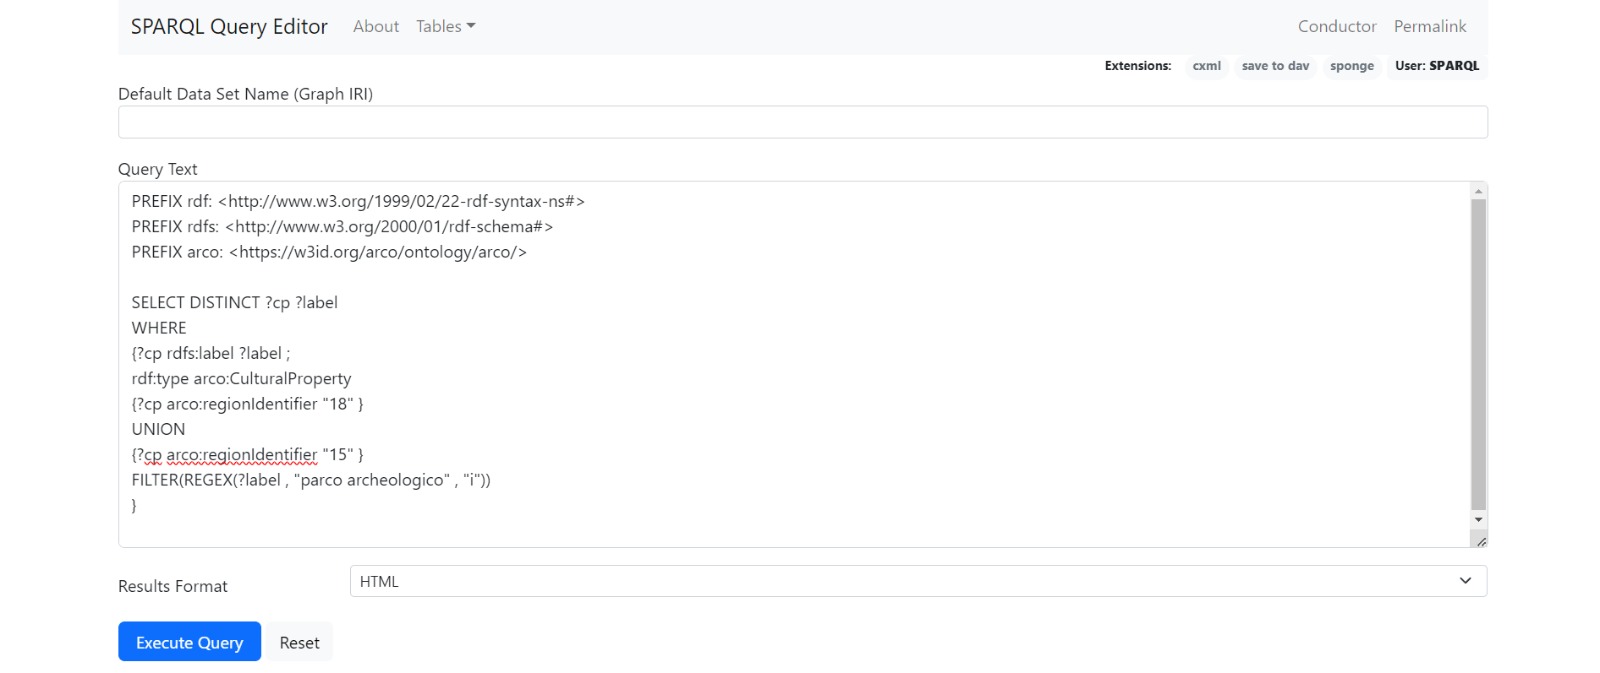 SPARQL Query Editor About Tables Conductor Permalink
Extensions: cxml save to dav sponge User: SPARQL
Default Data Set Name (Graph IRI)
Query Text
PREFIX rdf: <http://www.w3.org/1999/02/22-rdf-syntax-ns#>
PREFIX rdfs: <http://www.w3.org/2000/01/rdf-schema#>
PREFIX arco: <https://w3id.org/arco/ontology/arco/>
SELECT DISTINCT ?cp ?label
WHERE
{?cp rdfs:label ?label ;
rdf:type arco:CulturalProperty
{?cp arco:regionIdentifier "18" }
UNION
{?cp arco:regionIdentifier "15" }
FILTER(REGEX(?label , "parco archeologico" , "i"))
}
Results Format HTML
Execute Query Reset